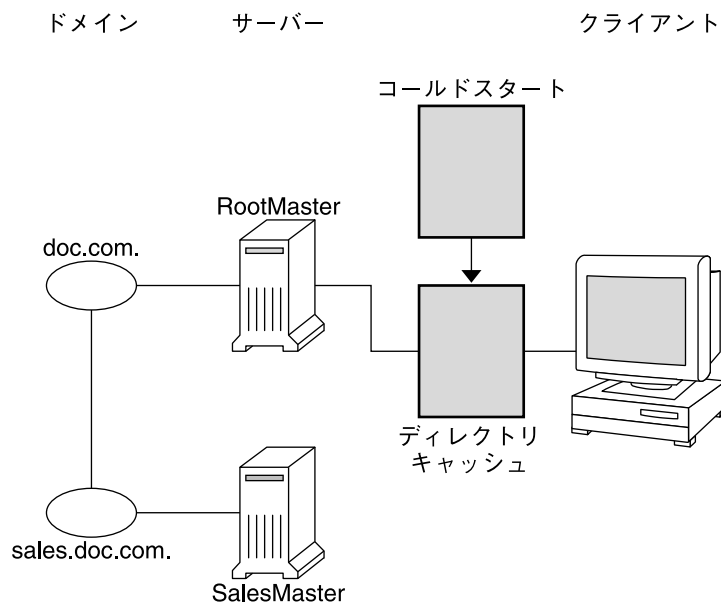 ドメイン
サーバー
クライアント
コールドスタート
RootMaster
doc.com.
ディレクトリ
キャッシュ
sales.doc.com.
SalesMaster